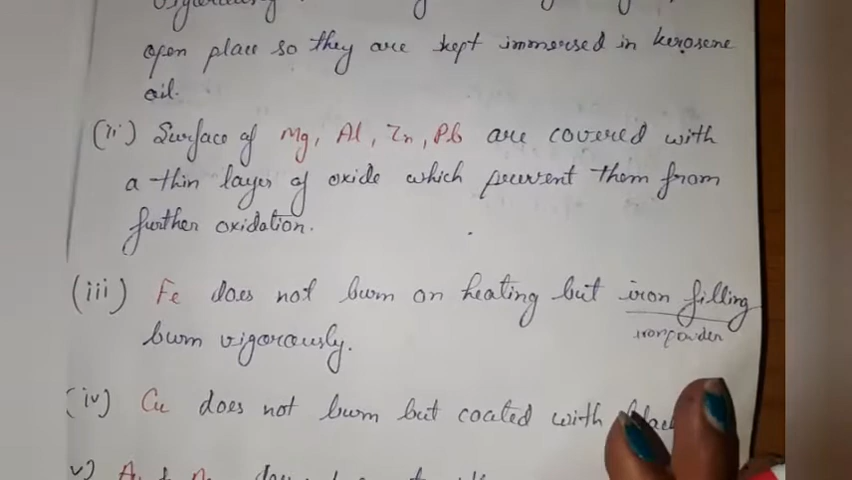 open place so they are kept immersed in kerosene
oil.
(ii) Surface of Mg, Al, Zn, Pb are covered with
a thin layer of oxide which prevent them from
further oxidation.
(iii) Fe does not burn on heating but iron filling
iron powder
burn vigorously.
(iv) Cu does not burn but coated with
v)